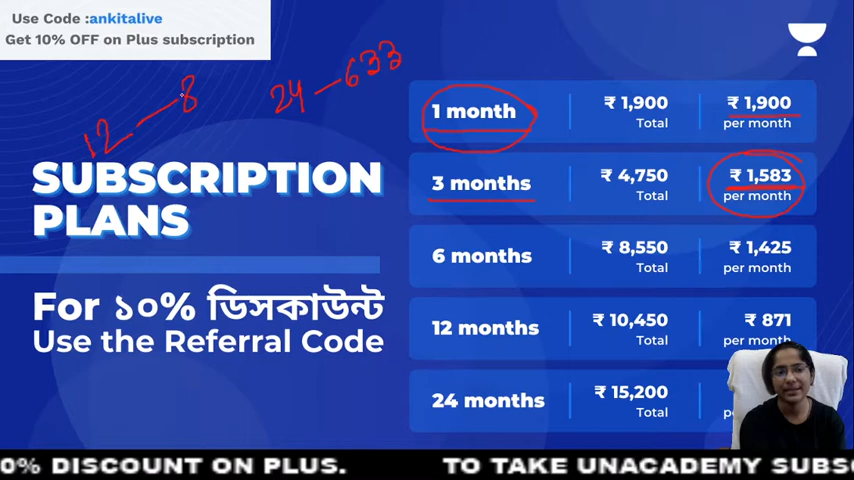 Use Code :ankitalive
Get 10% OFF on Plus subscription
12 — 8
24 — 633
SUBSCRIPTION
PLANS
For ১০% ডিসকাউন্ট
Use the Referral Code
1 month ₹ 1,900 ₹ 1,900
Total per month
3 months ₹ 4,750 ₹ 1,583
Total per month
6 months ₹ 8,550 ₹ 1,425
Total per month
12 months ₹ 10,450 ₹ 871
Total per month
24 months ₹ 15,200
Total
0% DISCOUNT ON PLUS. TO TAKE UNACADEMY SUBS